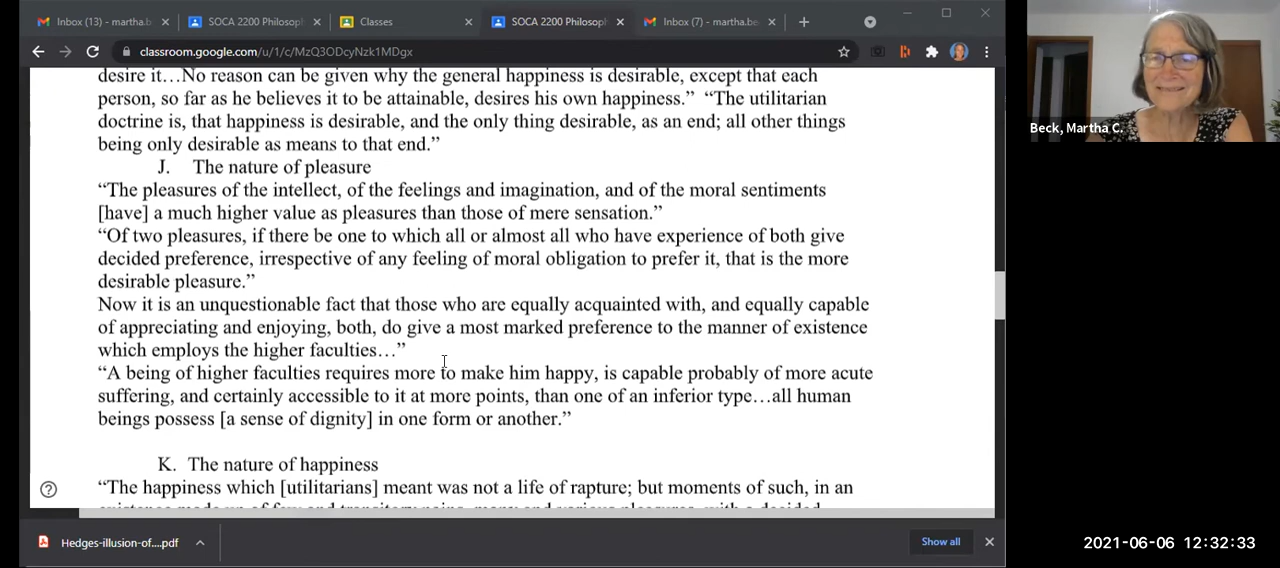 Inbox (13) - martha.b
SOCA 2200 Philosoph
Classes
SOCA 2200 Philosoph
Inbox (7) - martha.be
classroom.google.com/u/1/c/MzQ3ODcyNzk1MDgx
desire it…No reason can be given why the general happiness is desirable, except that each
person, so far as he believes it to be attainable, desires his own happiness.” “The utilitarian
doctrine is, that happiness is desirable, and the only thing desirable, as an end; all other things
being only desirable as means to that end.”
J. The nature of pleasure
“The pleasures of the intellect, of the feelings and imagination, and of the moral sentiments
[have] a much higher value as pleasures than those of mere sensation.”
“Of two pleasures, if there be one to which all or almost all who have experience of both give
decided preference, irrespective of any feeling of moral obligation to prefer it, that is the more
desirable pleasure.”
Now it is an unquestionable fact that those who are equally acquainted with, and equally capable
of appreciating and enjoying, both, do give a most marked preference to the manner of existence
which employs the higher faculties…”
“A being of higher faculties requires more to make him happy, is capable probably of more acute
suffering, and certainly accessible to it at more points, than one of an inferior type…all human
beings possess [a sense of dignity] in one form or another.”
K. The nature of happiness
“The happiness which [utilitarians] meant was not a life of rapture; but moments of such, in an
Hedges-illusion-of....pdf
Show all
Beck, Martha C.
2021-06-06 12:32:33